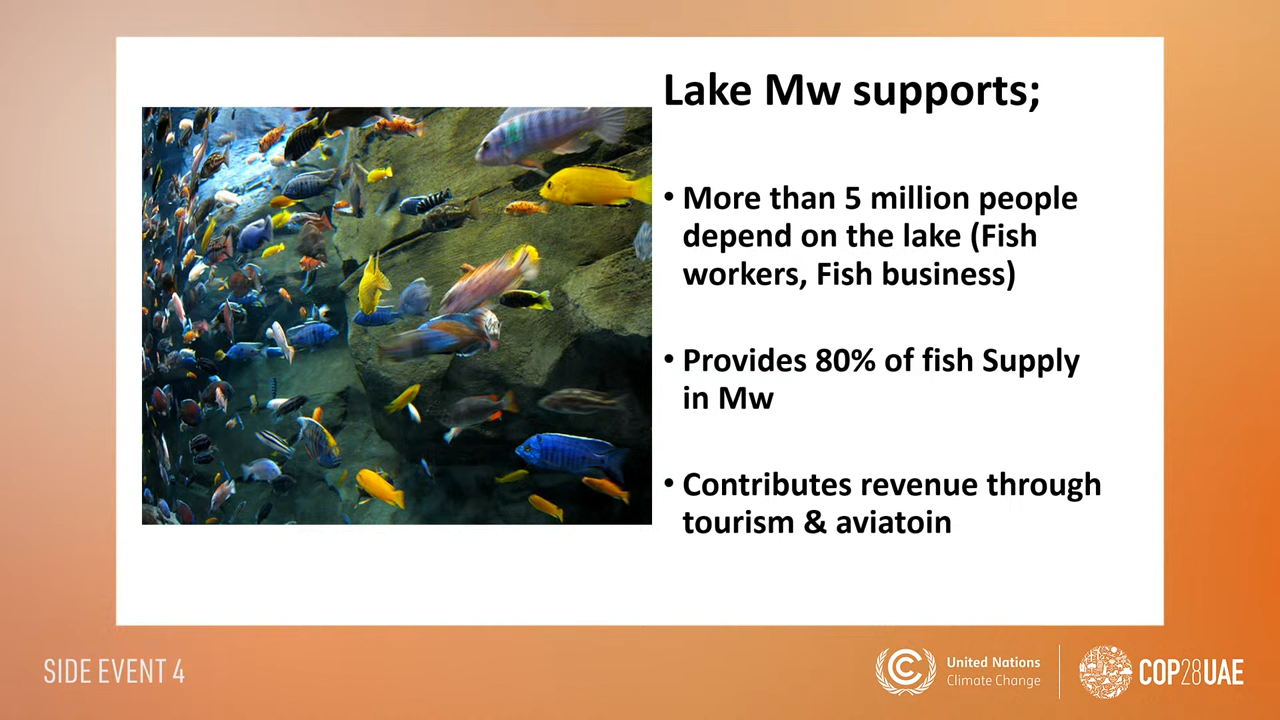 Lake Mw supports;
• More than 5 million people
depend on the lake (Fish
workers, Fish business)
• Provides 80% of fish Supply
in Mw
• Contributes revenue through
tourism & aviatoin
SIDE EVENT 4
United Nations
Climate Change
COP28UAE